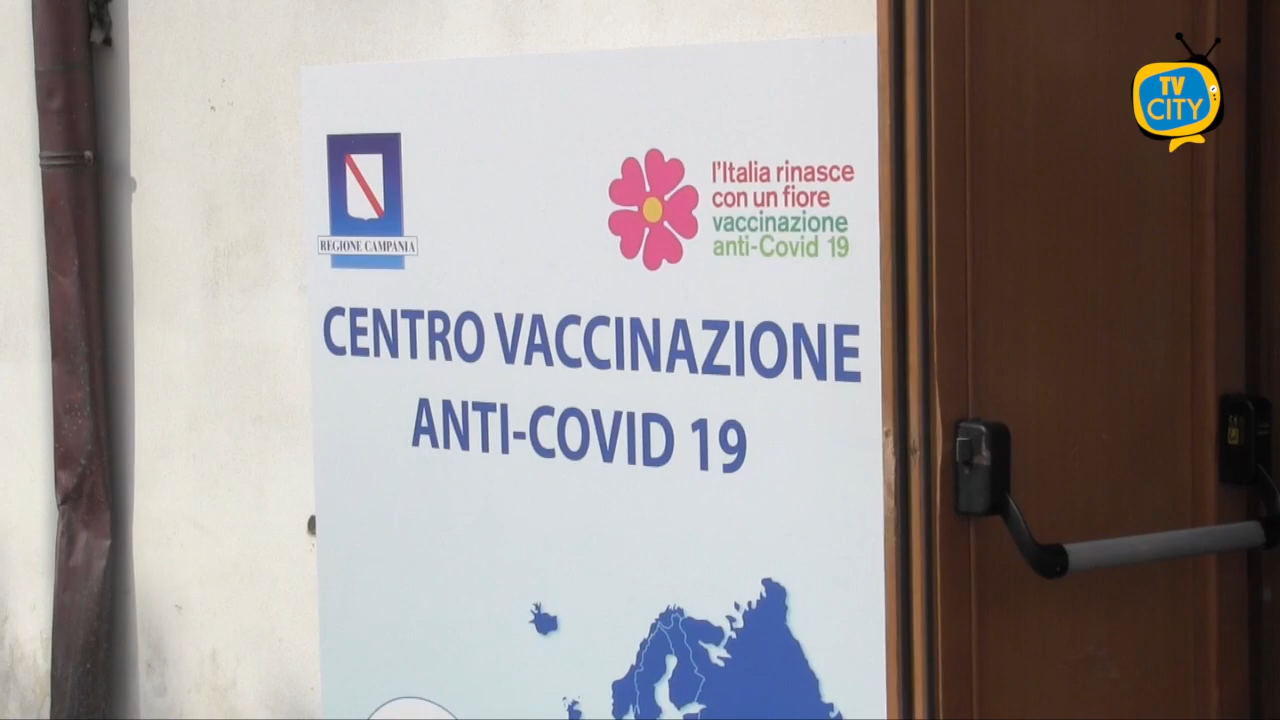 TV
CITY
REGIONE CAMPANIA
l'Italia rinasce
con un fiore
vaccinazione
anti-Covid 19
CENTRO VACCINAZIONE
ANTI-COVID 19